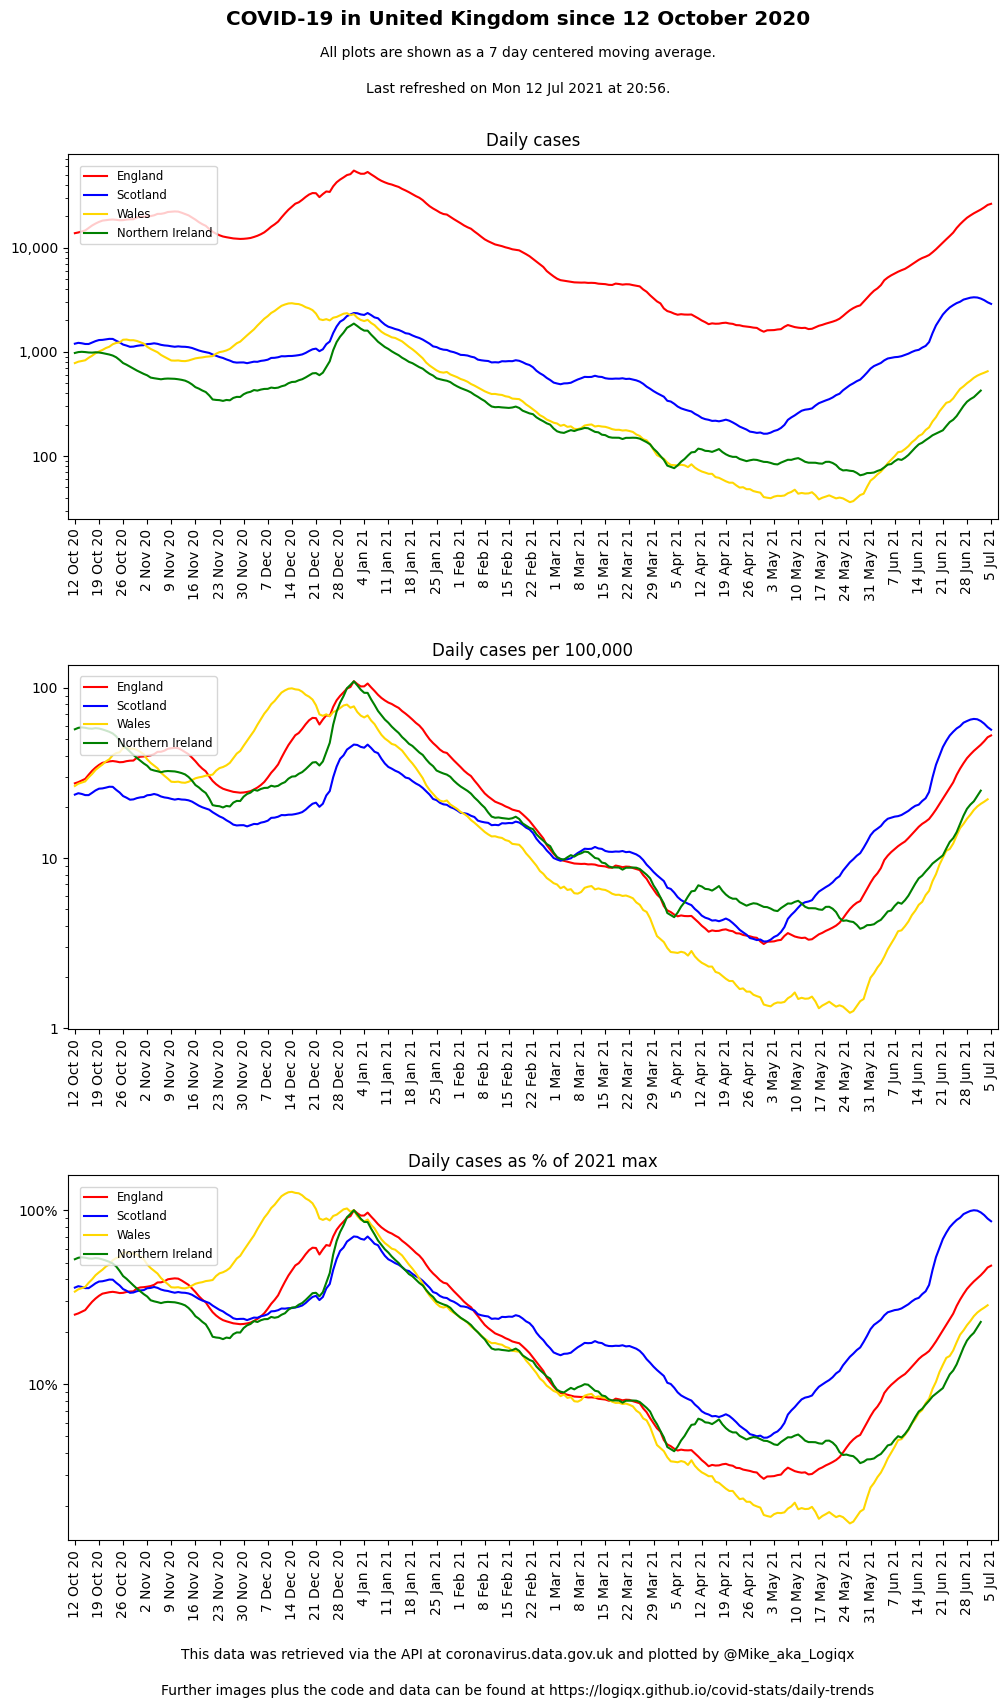 COVID-19 in United Kingdom since 12 October 2020
All plots are shown as a 7 day centered moving average.
Last refreshed on Mon 12 Jul 2021 at 20:56.
Daily cases
England
Scotland
Wales
Northern Ireland
10,000
1,000
100
12 Oct 20
19 Oct 20
26 Oct 20
2 Nov 20
9 Nov 20
16 Nov 20
23 Nov 20
30 Nov 20
7 Dec 20
14 Dec 20
21 Dec 20
28 Dec 20
4 Jan 21
11 Jan 21
18 Jan 21
25 Jan 21
1 Feb 21
8 Feb 21
15 Feb 21
22 Feb 21
1 Mar 21
8 Mar 21
15 Mar 21
22 Mar 21
29 Mar 21
5 Apr 21
12 Apr 21
19 Apr 21
26 Apr 21
3 May 21
10 May 21
17 May 21
24 May 21
31 May 21
7 Jun 21
14 Jun 21
21 Jun 21
28 Jun 21
5 Jul 21
Daily cases per 100,000
England
Scotland
Wales
Northern Ireland
100
10
1
12 Oct 20
19 Oct 20
26 Oct 20
2 Nov 20
9 Nov 20
16 Nov 20
23 Nov 20
30 Nov 20
7 Dec 20
14 Dec 20
21 Dec 20
28 Dec 20
4 Jan 21
11 Jan 21
18 Jan 21
25 Jan 21
1 Feb 21
8 Feb 21
15 Feb 21
22 Feb 21
1 Mar 21
8 Mar 21
15 Mar 21
22 Mar 21
29 Mar 21
5 Apr 21
12 Apr 21
19 Apr 21
26 Apr 21
3 May 21
10 May 21
17 May 21
24 May 21
31 May 21
7 Jun 21
14 Jun 21
21 Jun 21
28 Jun 21
5 Jul 21
Daily cases as % of 2021 max
England
Scotland
Wales
Northern Ireland
100%
10%
12 Oct 20
19 Oct 20
26 Oct 20
2 Nov 20
9 Nov 20
16 Nov 20
23 Nov 20
30 Nov 20
7 Dec 20
14 Dec 20
21 Dec 20
28 Dec 20
4 Jan 21
11 Jan 21
18 Jan 21
25 Jan 21
1 Feb 21
8 Feb 21
15 Feb 21
22 Feb 21
1 Mar 21
8 Mar 21
15 Mar 21
22 Mar 21
29 Mar 21
5 Apr 21
12 Apr 21
19 Apr 21
26 Apr 21
3 May 21
10 May 21
17 May 21
24 May 21
31 May 21
7 Jun 21
14 Jun 21
21 Jun 21
28 Jun 21
5 Jul 21
This data was retrieved via the API at coronavirus.data.gov.uk and plotted by @Mike_aka_Logiqx
Further images plus the code and data can be found at https://logiqx.github.io/covid-stats/daily-trends